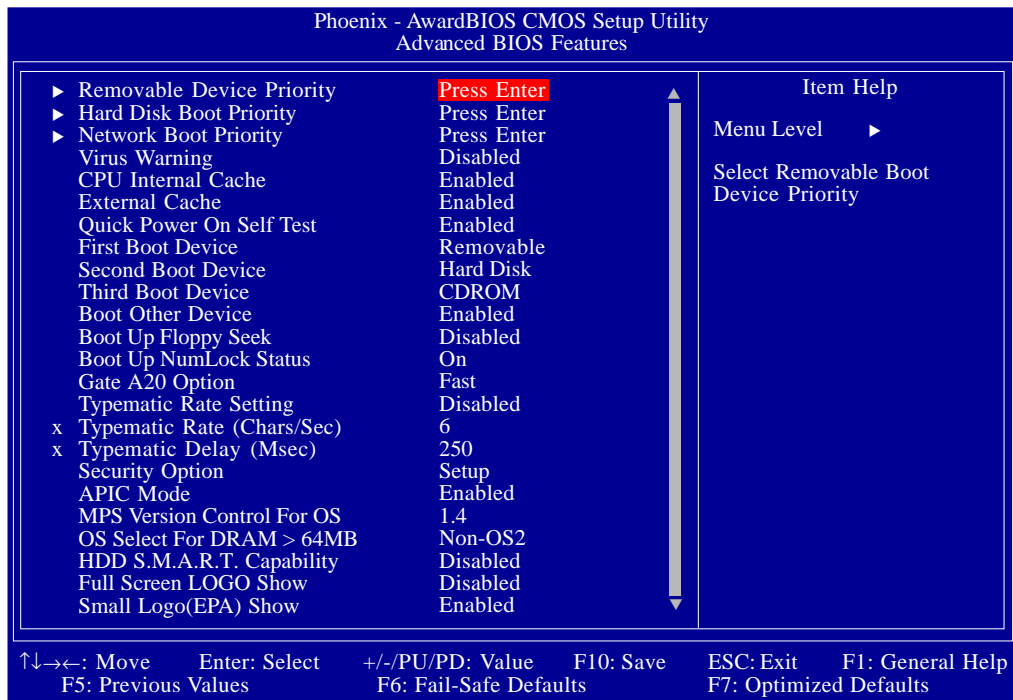 Phoenix - AwardBIOS CMOS Setup Utility
Advanced BIOS Features
▶ Removable Device Priority Press Enter
▶ Hard Disk Boot Priority Press Enter
▶ Network Boot Priority Press Enter
Virus Warning Disabled
CPU Internal Cache Enabled
External Cache Enabled
Quick Power On Self Test Enabled
First Boot Device Removable
Second Boot Device Hard Disk
Third Boot Device CDROM
Boot Other Device Enabled
Boot Up Floppy Seek Disabled
Boot Up NumLock Status On
Gate A20 Option Fast
Typematic Rate Setting Disabled
x Typematic Rate (Chars/Sec) 6
x Typematic Delay (Msec) 250
Security Option Setup
APIC Mode Enabled
MPS Version Control For OS 1.4
OS Select For DRAM > 64MB Non-OS2
HDD S.M.A.R.T. Capability Disabled
Full Screen LOGO Show Disabled
Small Logo(EPA) Show Enabled
Item Help
Menu Level ▶
Select Removable Boot
Device Priority
↑↓→←: Move Enter: Select +/-/PU/PD: Value F10: Save ESC: Exit F1: General Help
F5: Previous Values F6: Fail-Safe Defaults F7: Optimized Defaults